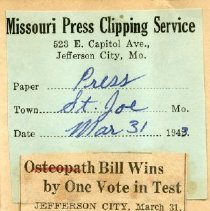 Missouri Press Clipping Service
523 E. Capitol Ave.,
Jefferson City, Mo.
Paper Press
Town St. Joe Mo.
Date Mar 31 1943.
Osteopath Bill Wins
by One Vote in Test
JEFFERSON CITY, March 31.